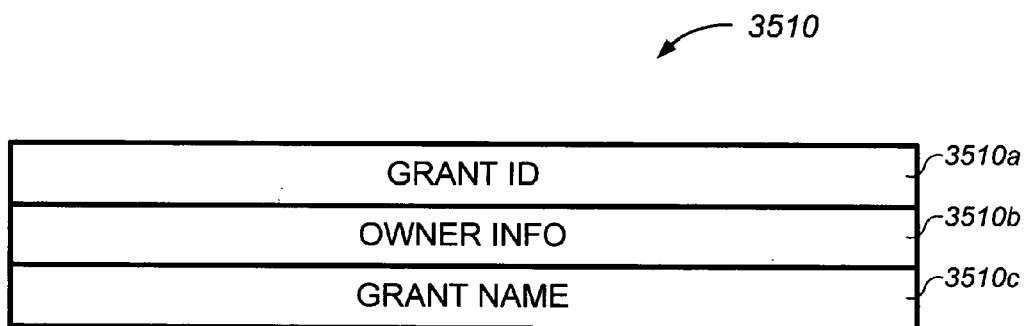 3510
GRANT ID 3510a
OWNER INFO 3510b
GRANT NAME 3510c